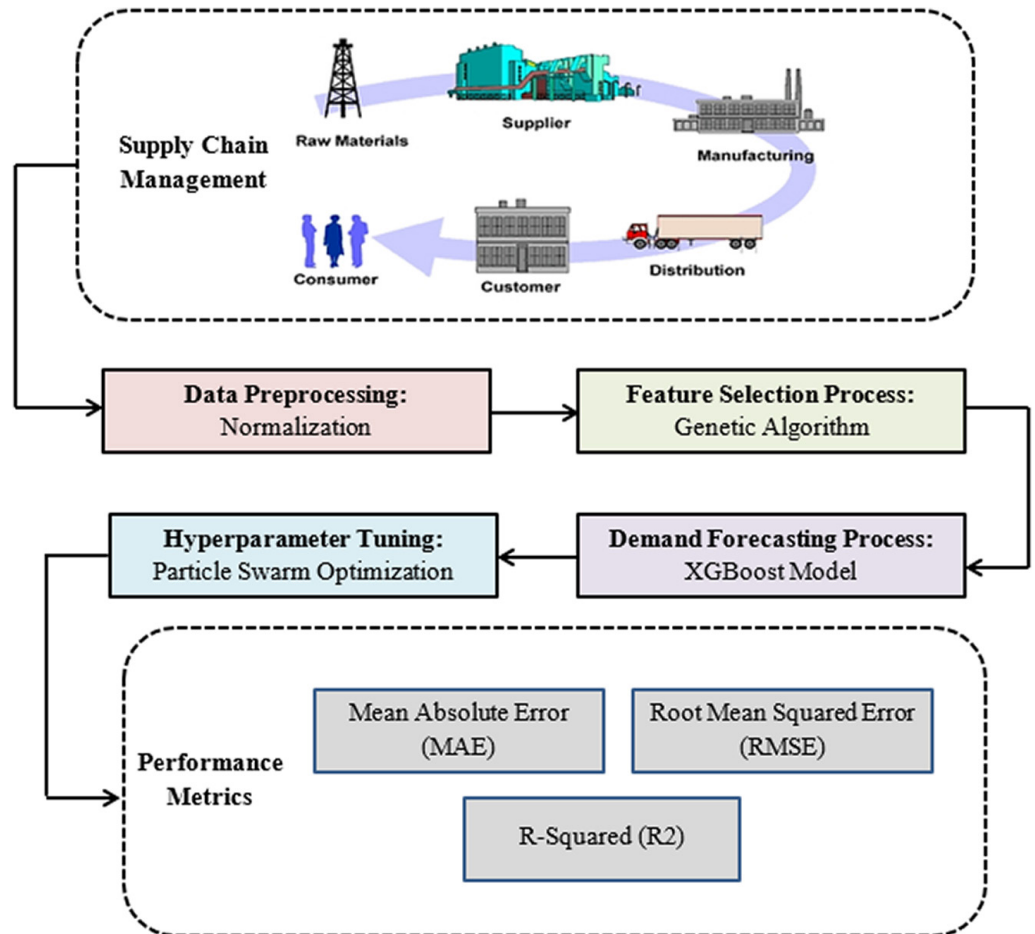 Supply Chain
Management
Raw Materials
Supplier
Manufacturing
Distribution
Customer
Consumer
Data Preprocessing:
Normalization
Feature Selection Process:
Genetic Algorithm
Demand Forecasting Process:
XGBoost Model
Hyperparameter Tuning:
Particle Swarm Optimization
Performance
Metrics
Mean Absolute Error
(MAE)
Root Mean Squared Error
(RMSE)
R-Squared (R2)